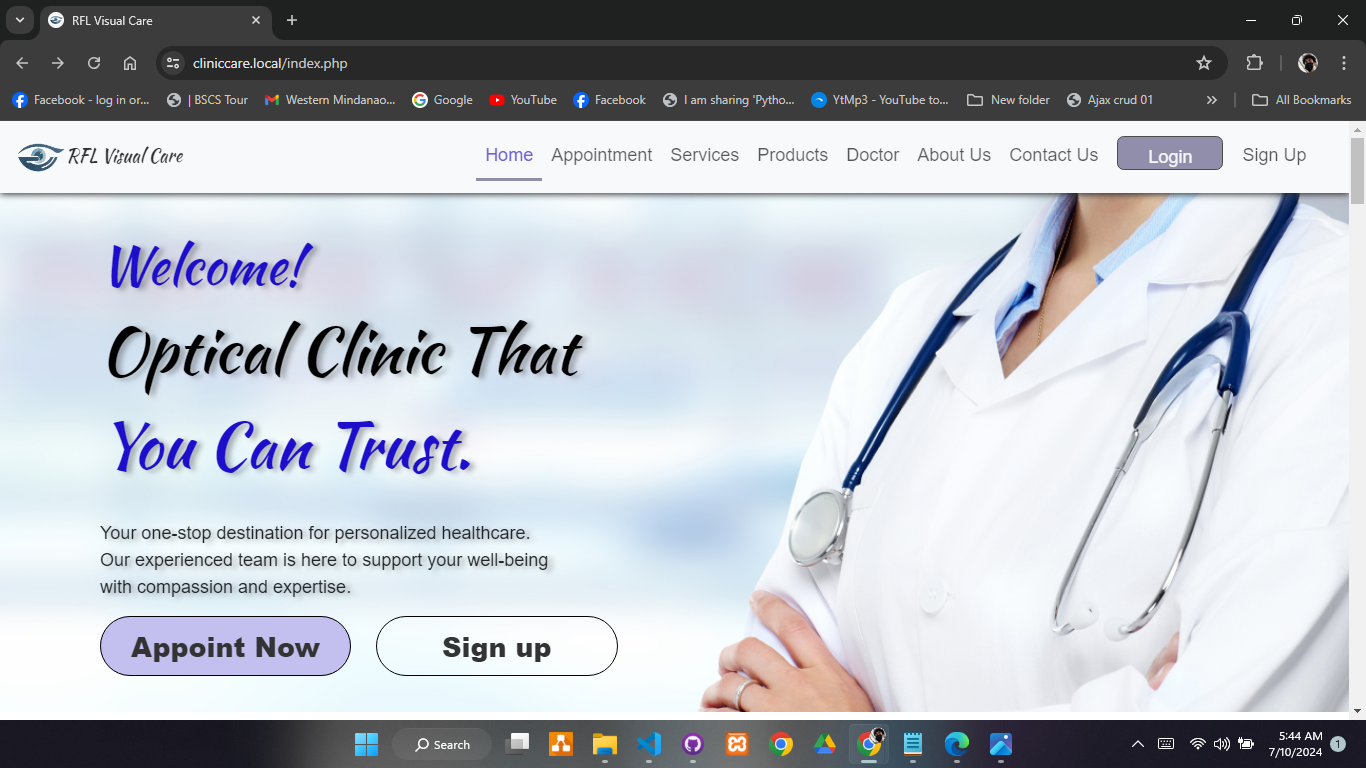 RFL Visual Care
cliniccare.local/index.php
Facebook - log in or...
| BSCS Tour
Western Mindanao...
Google
YouTube
Facebook
I am sharing 'Pytho...
YtMp3 - YouTube to...
New folder
Ajax crud 01
All Bookmarks
RFL Visual Care
Home
Appointment
Services
Products
Doctor
About Us
Contact Us
Login
Sign Up
Welcome!
Optical Clinic That
You Can Trust.
Your one-stop destination for personalized healthcare.
Our experienced team is here to support your well-being
with compassion and expertise.
Appoint Now
Sign up
Search
5:44 AM
7/10/2024
1